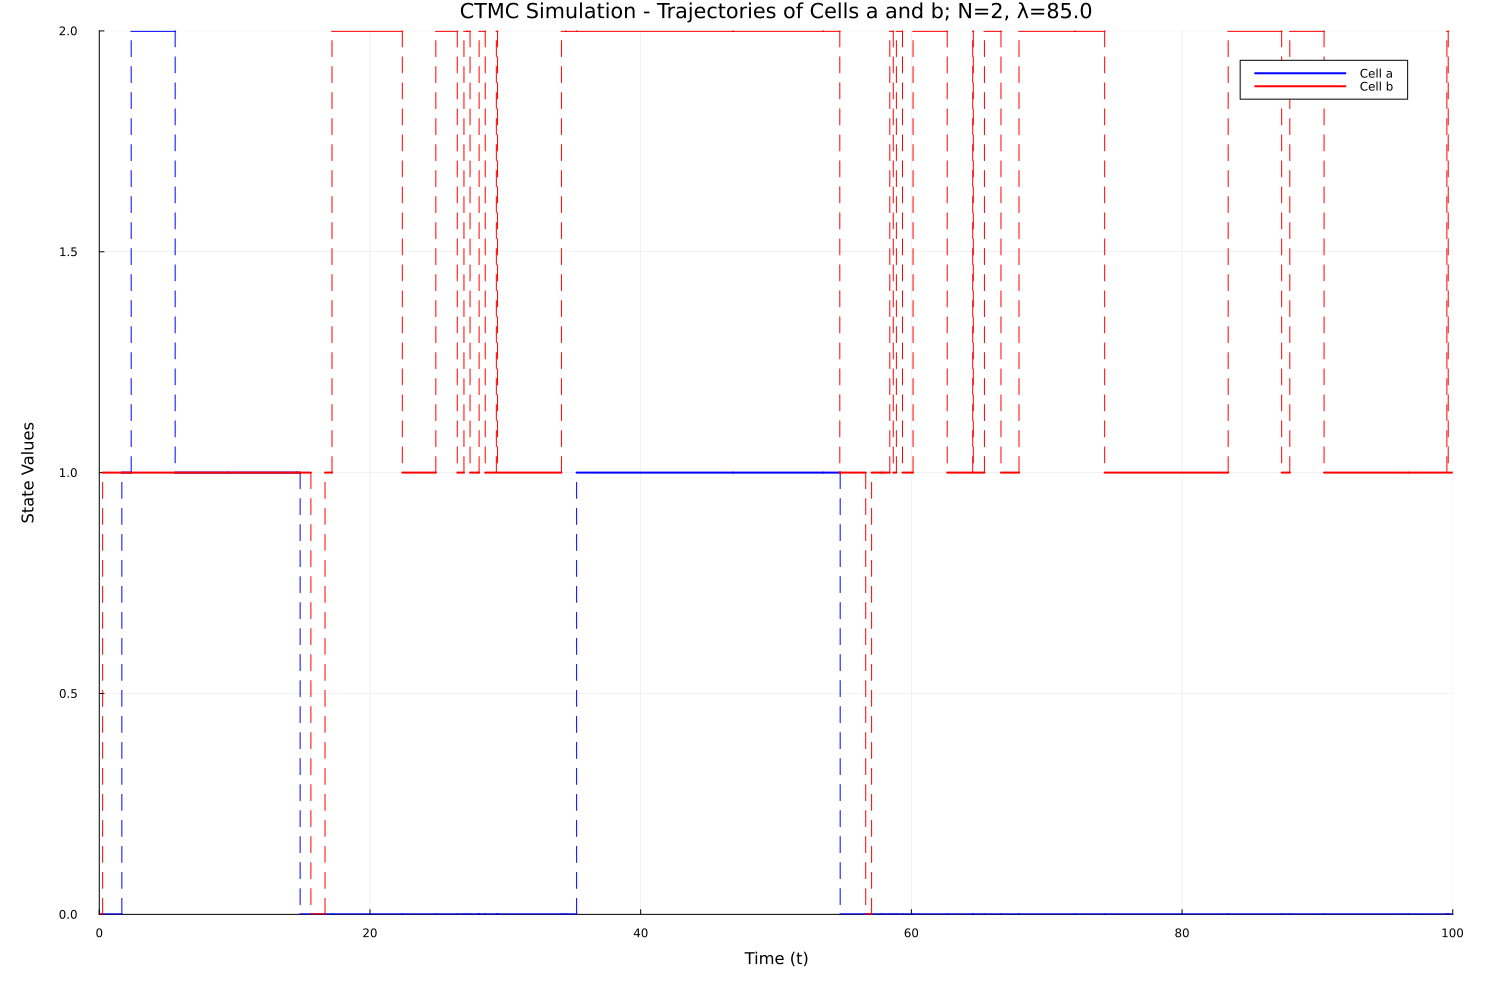 CTMC Simulation - Trajectories of Cells a and b; N=2, λ=85.0
2.0
Cell a
Cell b
1.5
State Values
1.0
0.5
0.0
0 20 40 60 80 100
Time (t)